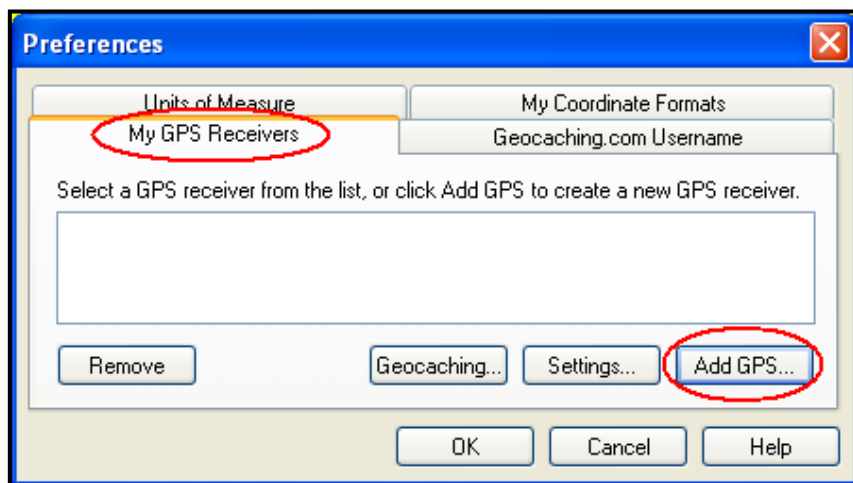 Preferences
Units of Measure
My Coordinate Formats
My GPS Receivers
Geocaching.com Username
Select a GPS receiver from the list, or click Add GPS to create a new GPS receiver.
Remove
Geocaching...
Settings...
Add GPS...
OK
Cancel
Help